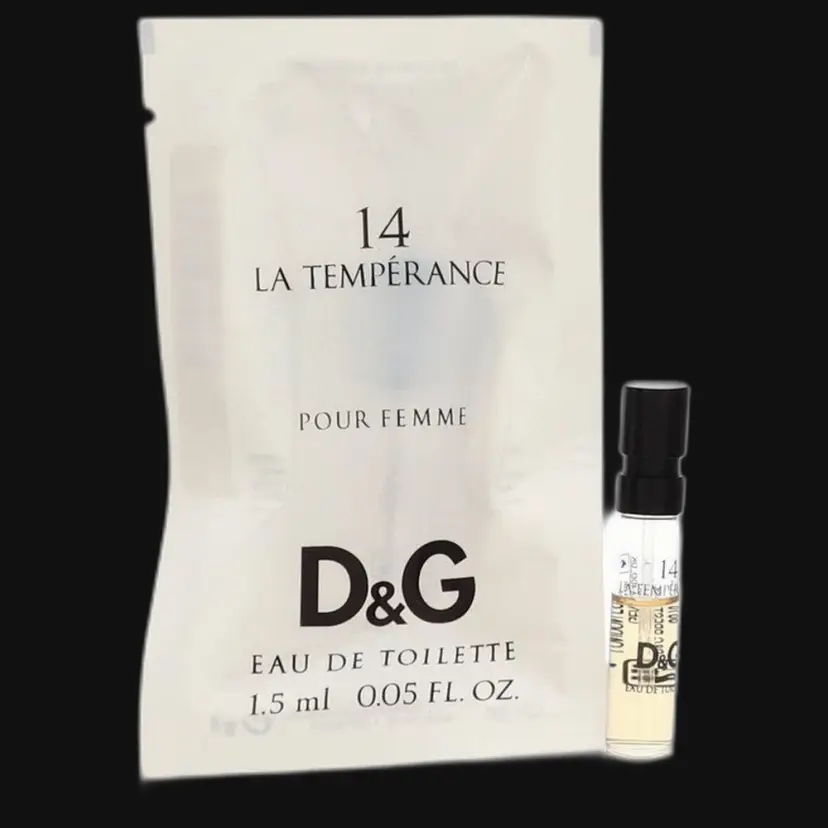 14
LA TEMPÉRANCE
POUR FEMME
D&G
EAU DE TOILETTE
1.5 ml 0.05 FL. OZ.
14
D&G